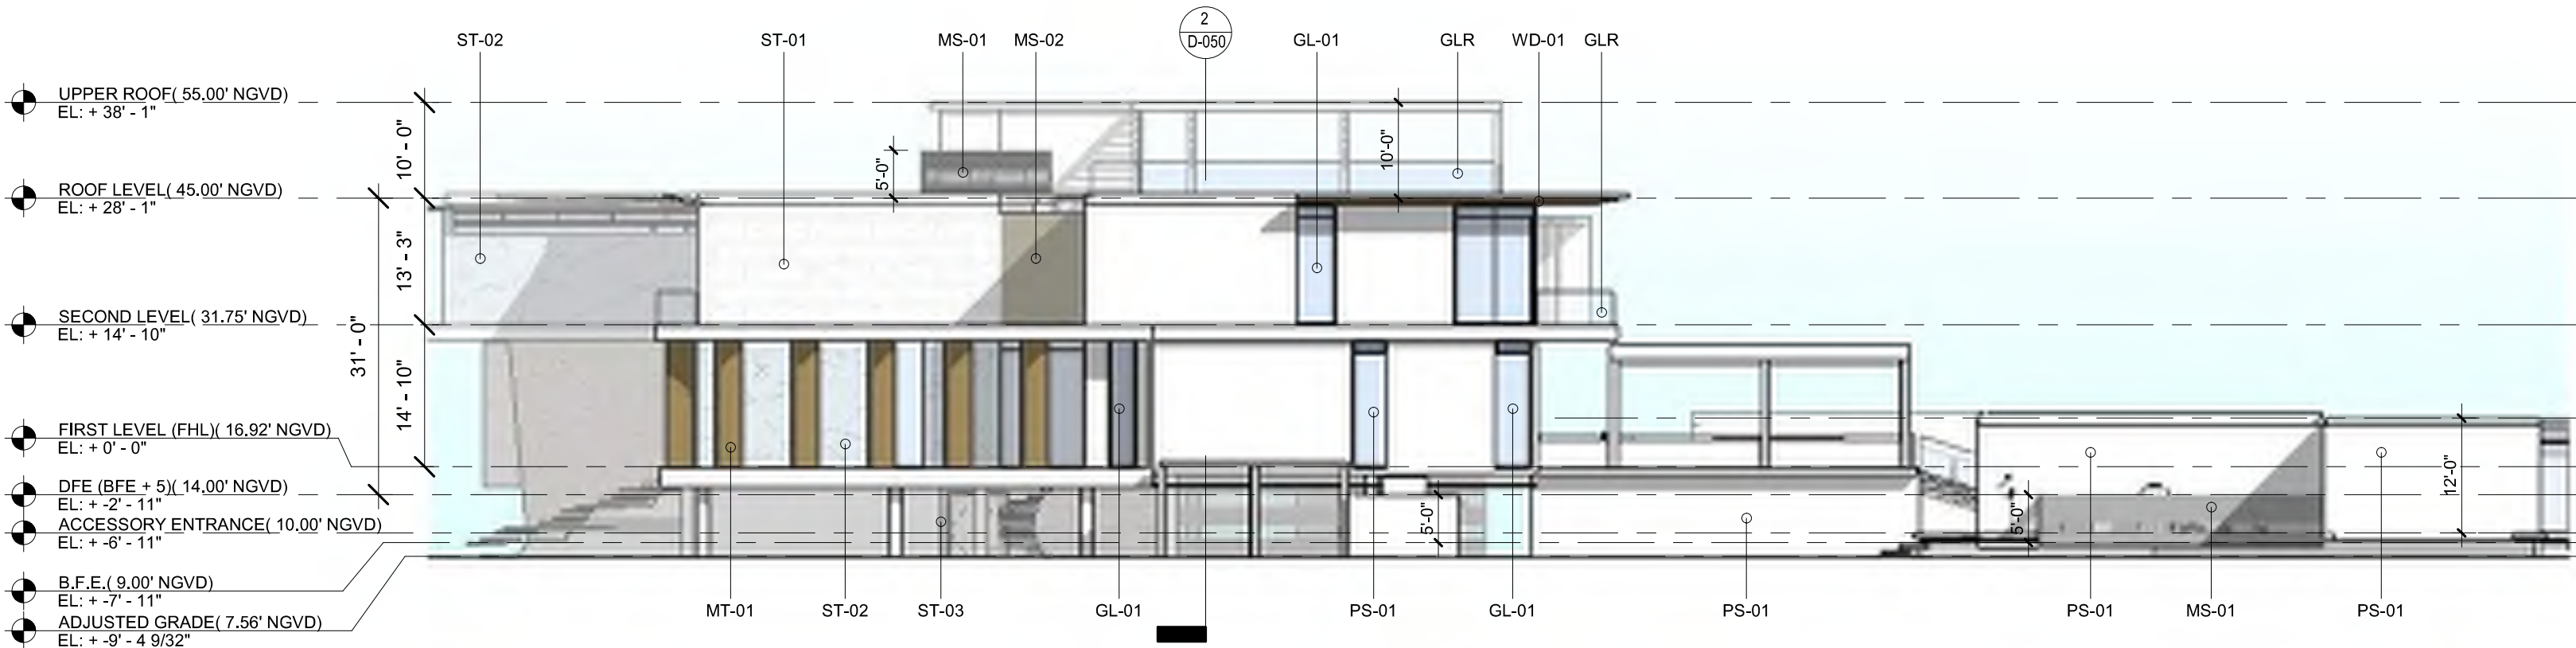 2
D-050
ST-02
ST-01
MS-01
MS-02
GL-01
GLR
WD-01
GLR
UPPER ROOF( 55.00' NGVD)
EL: + 38' - 1"
ROOF LEVEL( 45.00' NGVD)
EL: + 28' - 1"
SECOND LEVEL( 31.75' NGVD)
EL: + 14' - 10"
FIRST LEVEL (FHL)( 16.92' NGVD)
EL: + 0' - 0"
DFE (BFE + 5)( 14.00' NGVD)
EL: + -2' - 11"
ACCESSORY ENTRANCE( 10.00' NGVD)
EL: + -6' - 11"
B.F.E.( 9.00' NGVD)
EL: + -7' - 11"
ADJUSTED GRADE( 7.56' NGVD)
EL: + -9' - 4 9/32"
10' - 0"
13' - 3"
31' - 0"
14' - 10"
5'-0"
10'-0"
5'-0"
5'-0"
12'-0"
MT-01
ST-02
ST-03
GL-01
PS-01
GL-01
PS-01
PS-01
MS-01
PS-01